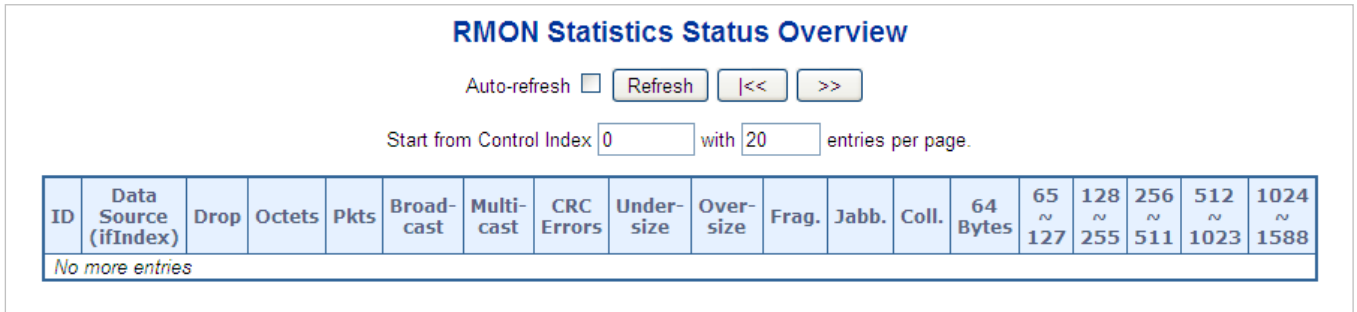 RMON Statistics Status Overview
Auto-refresh Refresh |<< >>
Start from Control Index 0 with 20 entries per page.
ID Data Source (ifIndex) Drop Octets Pkts Broad-cast Multi-cast CRC Errors Under-size Over-size Frag. Jabb. Coll. 64 Bytes 65 ~ 127 128 ~ 255 256 ~ 511 512 ~ 1023 1024 ~ 1588
No more entries